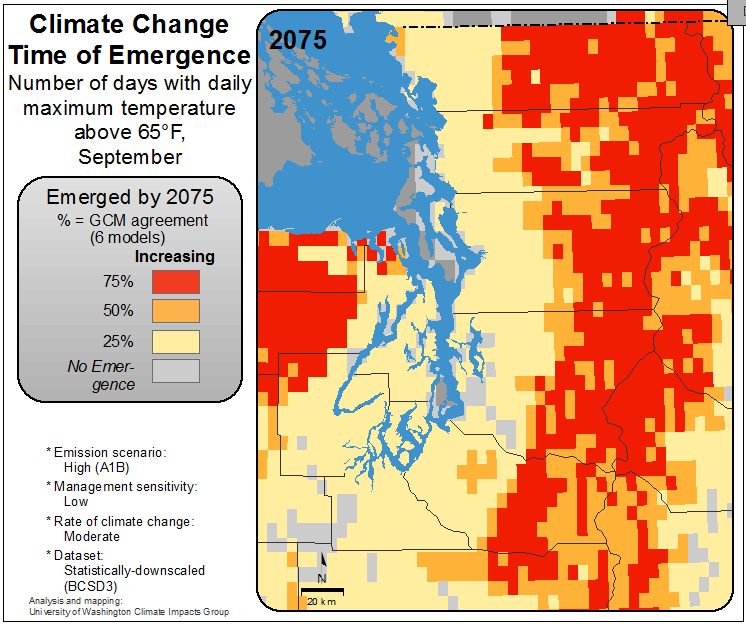 Climate Change
Time of Emergence
Number of days with daily
maximum temperature
above 65°F,
September
2075
Emerged by 2075
% = GCM agreement
(6 models)
Increasing
75%
50%
25%
No Emer-
gence
* Emission scenario:
High (A1B)
* Management sensitivity:
Low
* Rate of climate change:
Moderate
* Dataset:
Statistically-downscaled
(BCSD3)
Analysis and mapping:
University of Washington Climate Impacts Group
N
20 km